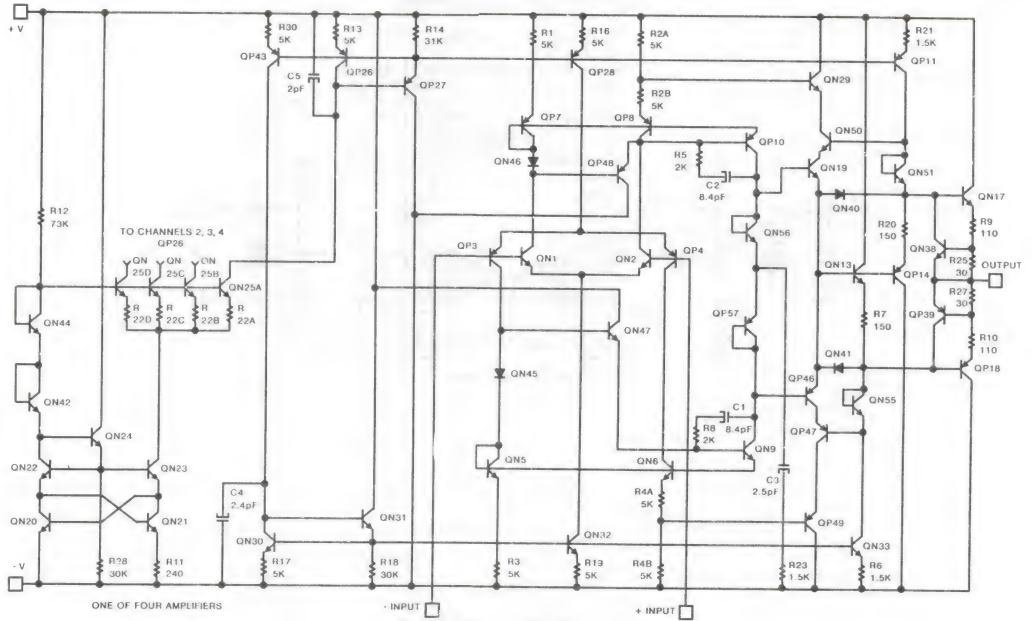 + V
R30
5K
R13
5K
R14
31K
R1
5K
R16
5K
R2A
5K
R21
1.5K
QP43
QP26
QP28
QP11
C5
2pF
QP27
QN29
R2B
5K
QP7
QP8
QP10
QN50
QN46
QP48
R5
2K
QN19
QN51
C2
8.4pF
QN40
QN17
R12
73K
TO CHANNELS 2, 3, 4
QP26
QN56
R20
150
R9
110
QN
25D
QN
25C
QN
25B
QN25A
QP3
QN1
QN2
QP4
QN38
R25
30
OUTPUT
QN13
QP14
R
22D
R
22C
R
22B
R
22A
R27
30
QN44
QP57
R7
150
QP39
QN47
R10
110
QN45
QN41
QP46
QP18
QN42
C1
8.4pF
QN55
R8
2K
QN24
QP47
QN9
QN22
QN23
QN5
QN6
C3
2.5pF
C4
2.4pF
R4A
5K
QN20
QN21
QN31
QP49
QN30
QN32
QN33
- V
R28
30K
R11
240
R17
5K
R18
30K
R3
5K
R19
5K
R4B
5K
R23
1.5K
R6
1.5K
ONE OF FOUR AMPLIFIERS
- INPUT
+ INPUT